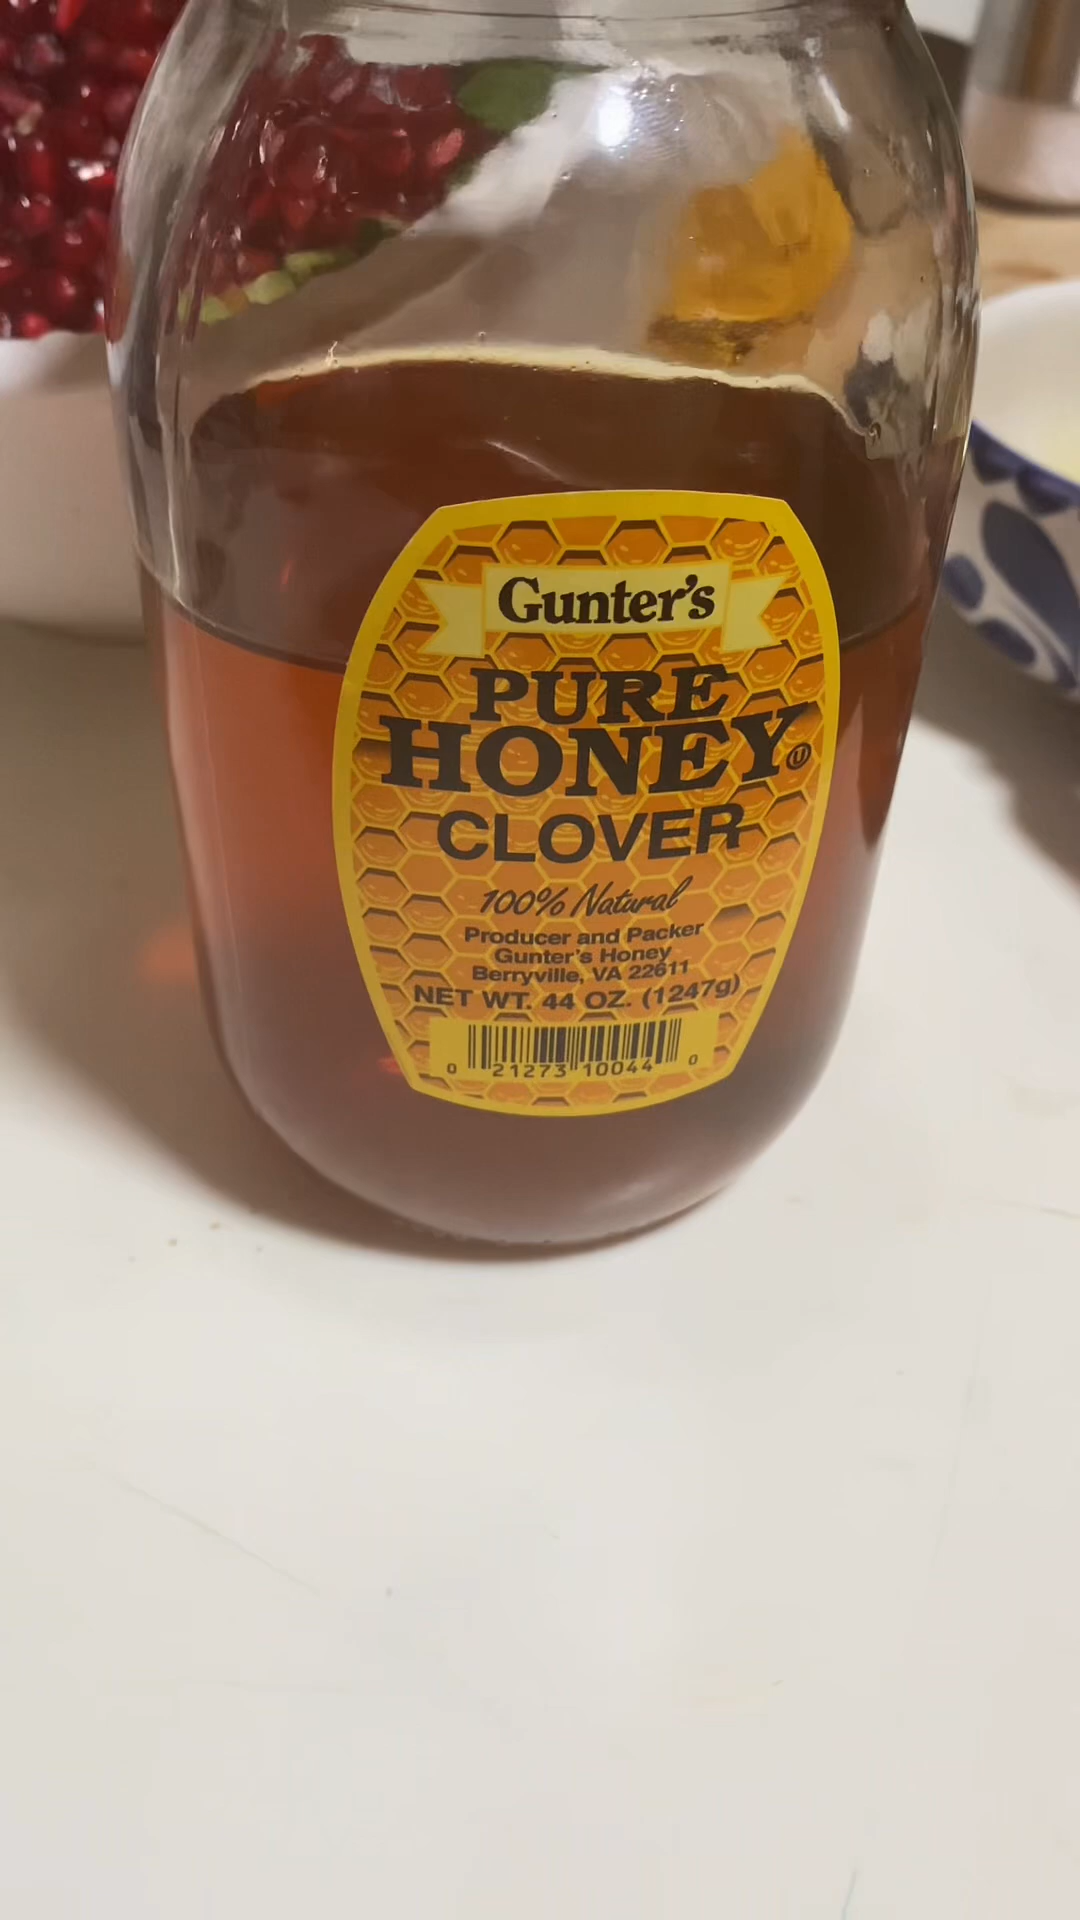 Gunter's
PURE
HONEY
U
CLOVER
100% Natural
Producer and Packer
Gunter's Honey
Berryville, VA 22611
NET WT. 44 OZ. (1247g)
0 21273 10044 0